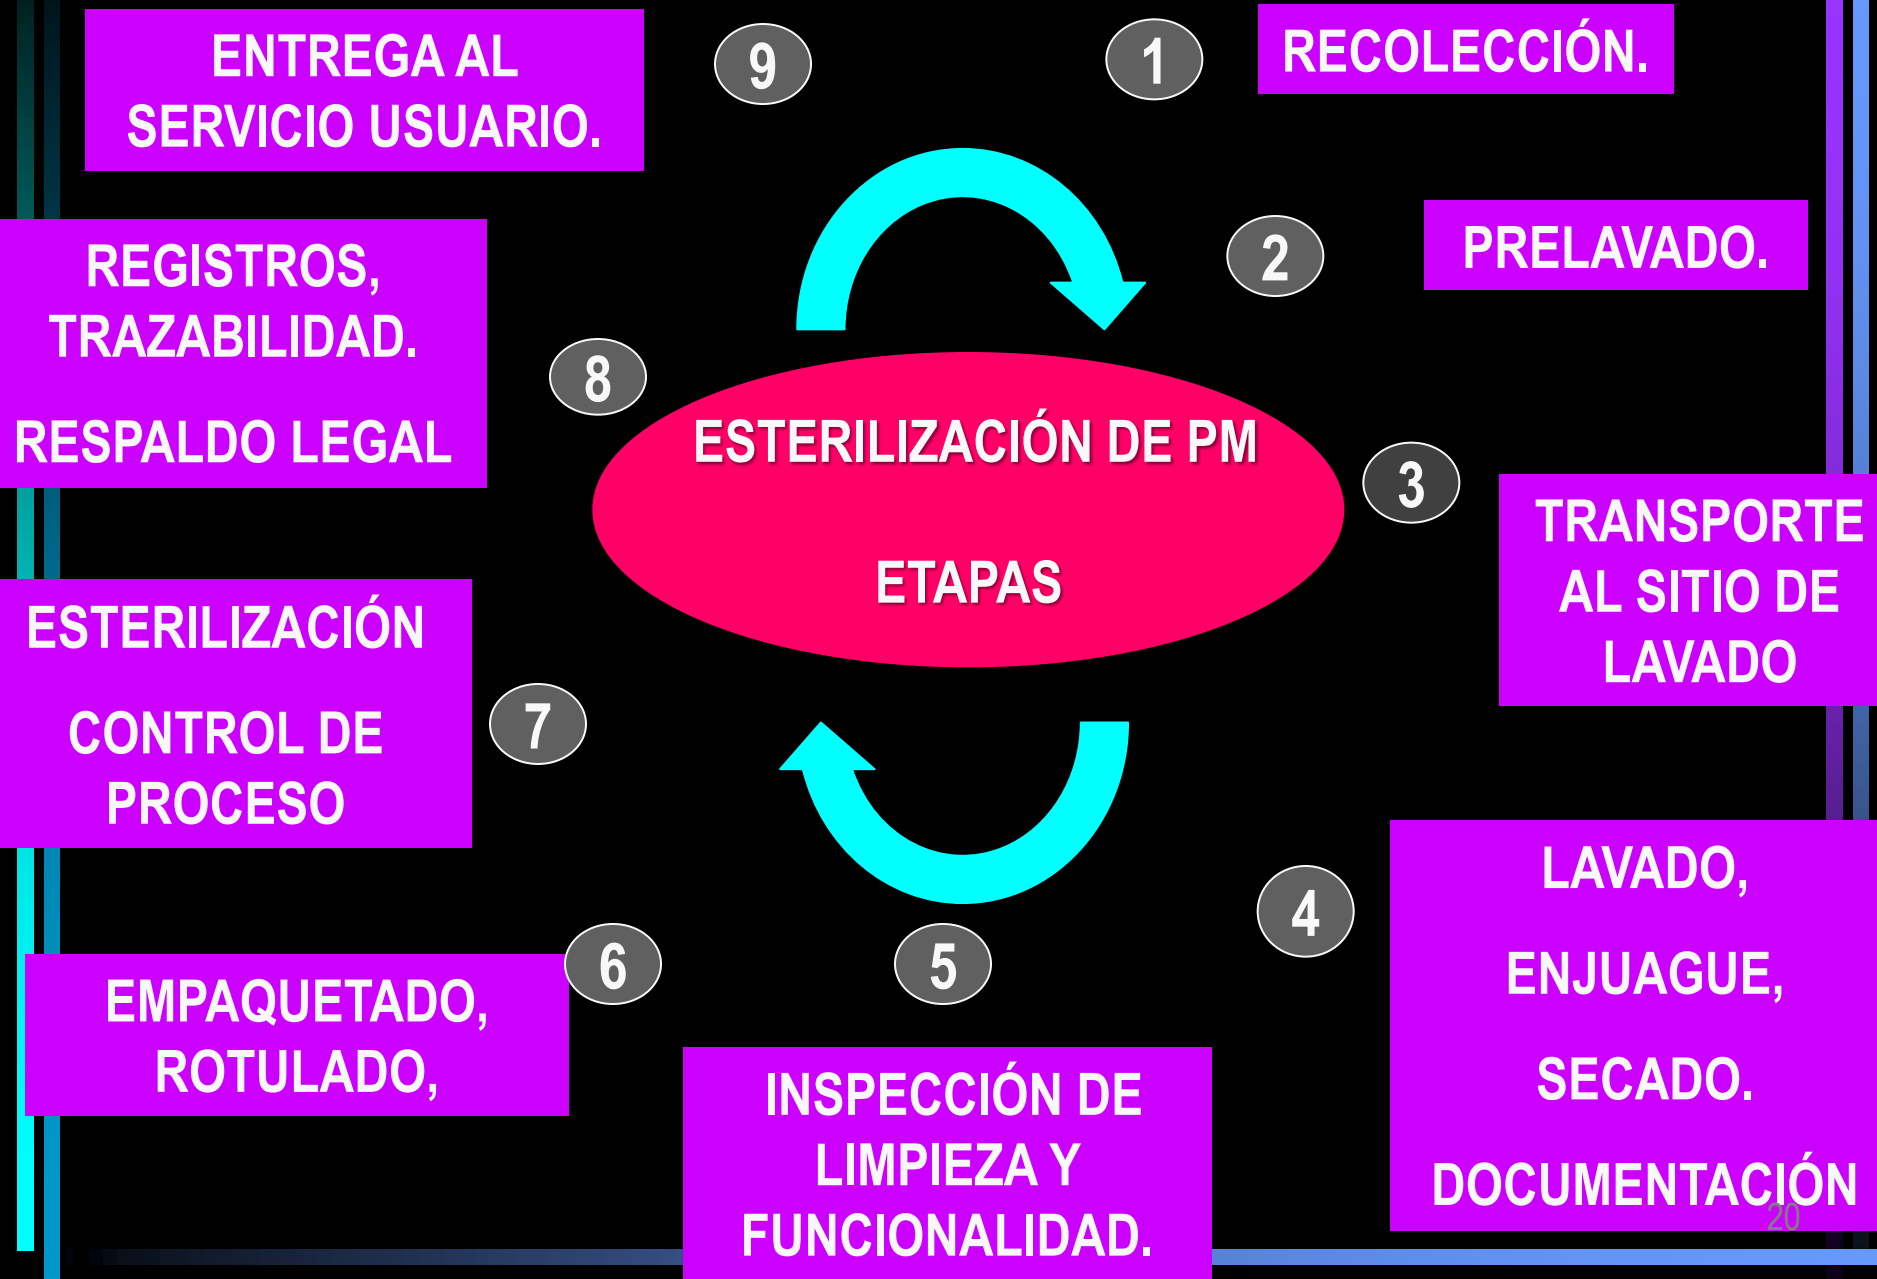 ESTERILIZACIÓN DE PM
ETAPAS
1
RECOLECCIÓN.
2
PRELAVADO.
3
TRANSPORTE
AL SITIO DE
LAVADO
4
LAVADO,
ENJUAGUE,
SECADO.
DOCUMENTACIÓN
5
INSPECCIÓN DE
LIMPIEZA Y
FUNCIONALIDAD.
6
EMPAQUETADO,
ROTULADO,
7
ESTERILIZACIÓN
CONTROL DE
PROCESO
8
REGISTROS,
TRAZABILIDAD.
RESPALDO LEGAL
9
ENTREGA AL
SERVICIO USUARIO.
20